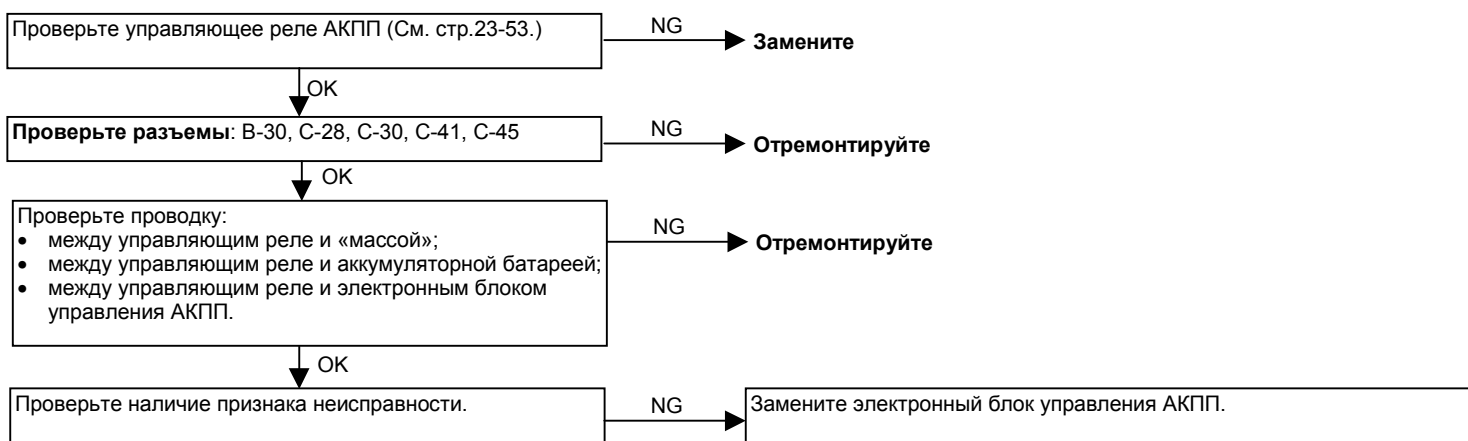 Проверьте управляющее реле АКПП (См. стр.23-53.)
NG
Замените
OK
Проверьте разъемы: B-30, C-28, C-30, C-41, C-45
NG
Отремонтируйте
OK
Проверьте проводку:
• между управляющим реле и «массой»;
• между управляющим реле и аккумуляторной батареей;
• между управляющим реле и электронным блоком
управления АКПП.
NG
Отремонтируйте
OK
Проверьте наличие признака неисправности.
NG
Замените электронный блок управления АКПП.